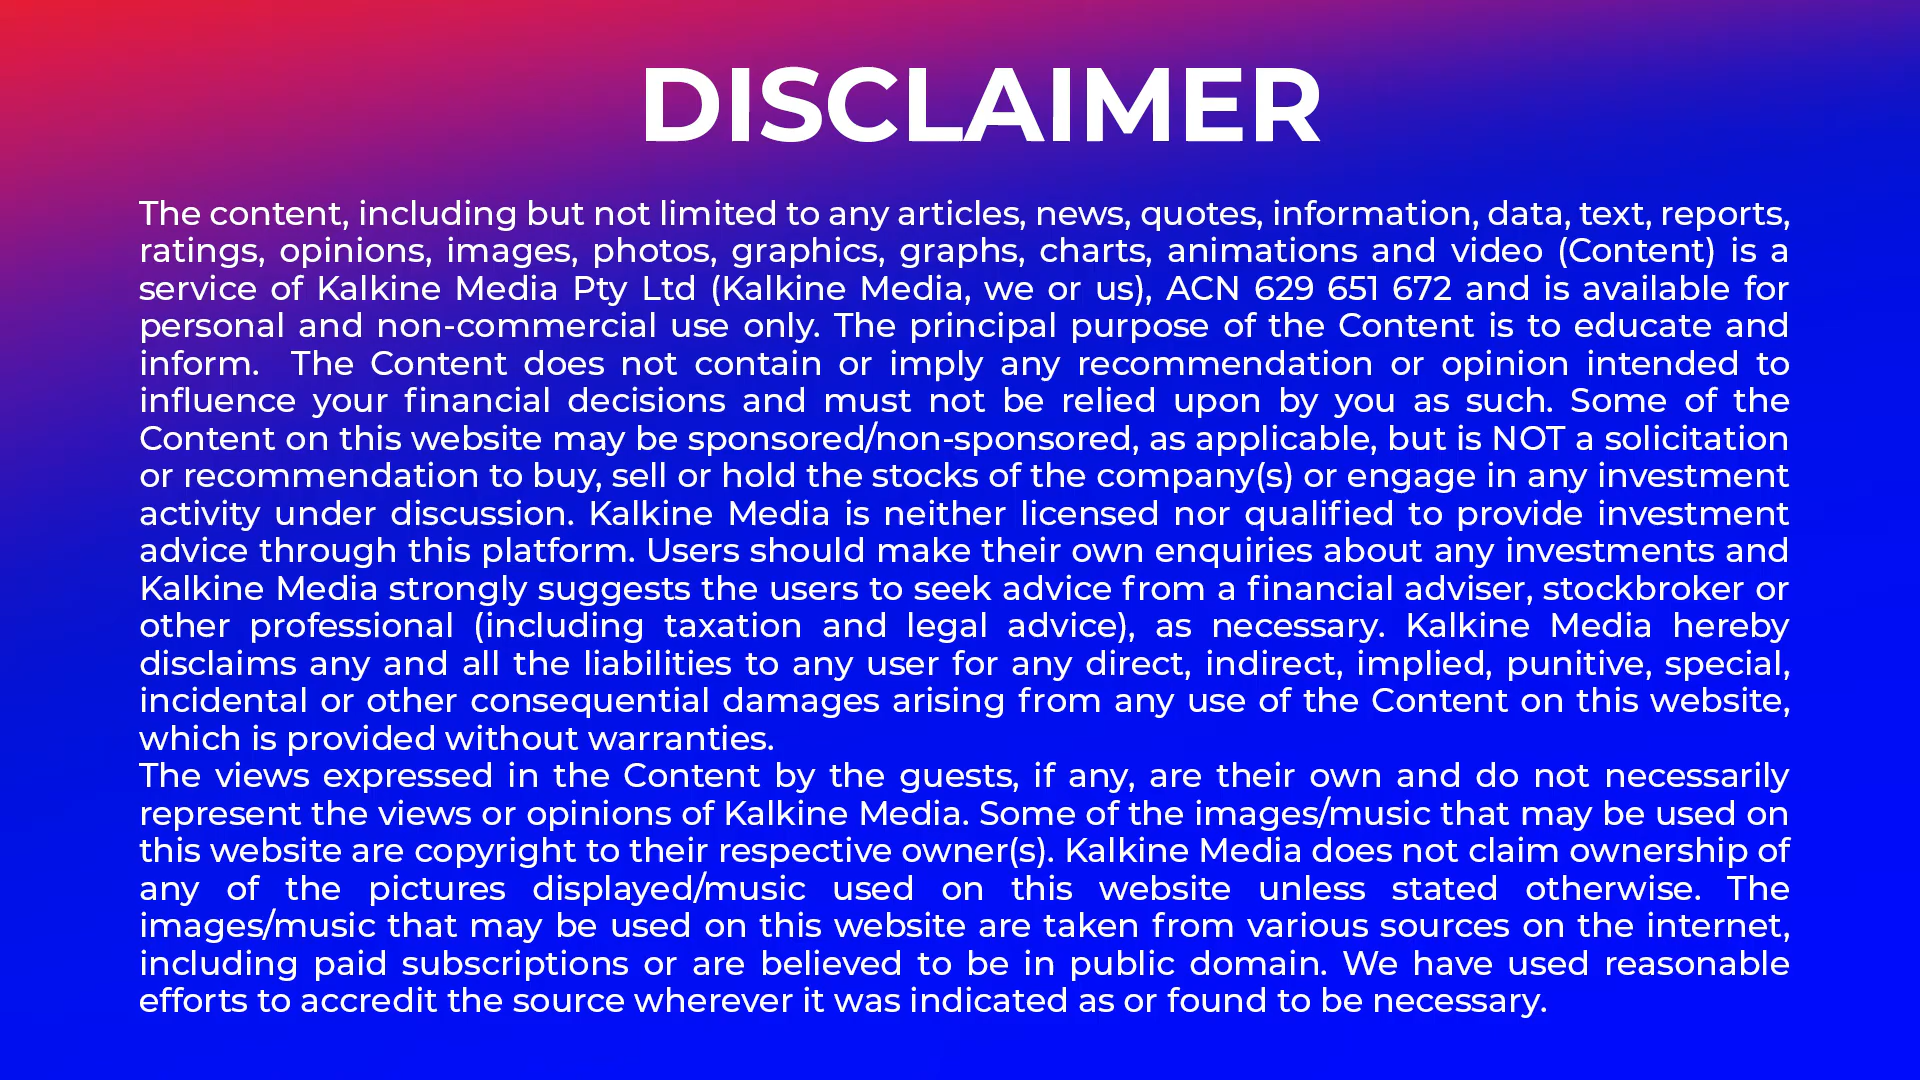 DISCLAIMER
The content, including but not limited to any articles, news, quotes, information, data, text, reports,
ratings, opinions, images, photos, graphics, graphs, charts, animations and video (Content) is a
service of Kalkine Media Pty Ltd (Kalkine Media, we or us), ACN 629 651 672 and is available for
personal and non-commercial use only. The principal purpose of the Content is to educate and
inform.  The Content does not contain or imply any recommendation or opinion intended to
influence your financial decisions and must not be relied upon by you as such. Some of the
Content on this website may be sponsored/non-sponsored, as applicable, but is NOT a solicitation
or recommendation to buy, sell or hold the stocks of the company(s) or engage in any investment
activity under discussion. Kalkine Media is neither licensed nor qualified to provide investment
advice through this platform. Users should make their own enquiries about any investments and
Kalkine Media strongly suggests the users to seek advice from a financial adviser, stockbroker or
other professional (including taxation and legal advice), as necessary. Kalkine Media hereby
disclaims any and all the liabilities to any user for any direct, indirect, implied, punitive, special,
incidental or other consequential damages arising from any use of the Content on this website,
which is provided without warranties.
The views expressed in the Content by the guests, if any, are their own and do not necessarily
represent the views or opinions of Kalkine Media. Some of the images/music that may be used on
this website are copyright to their respective owner(s). Kalkine Media does not claim ownership of
any of the pictures displayed/music used on this website unless stated otherwise. The
images/music that may be used on this website are taken from various sources on the internet,
including paid subscriptions or are believed to be in public domain. We have used reasonable
efforts to accredit the source wherever it was indicated as or found to be necessary.